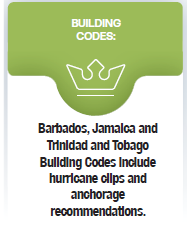 BUILDING
CODES:
Barbados, Jamaica and
Trinidad and Tobago
Building Codes include
hurricane clips and
anchorage
recommendations.